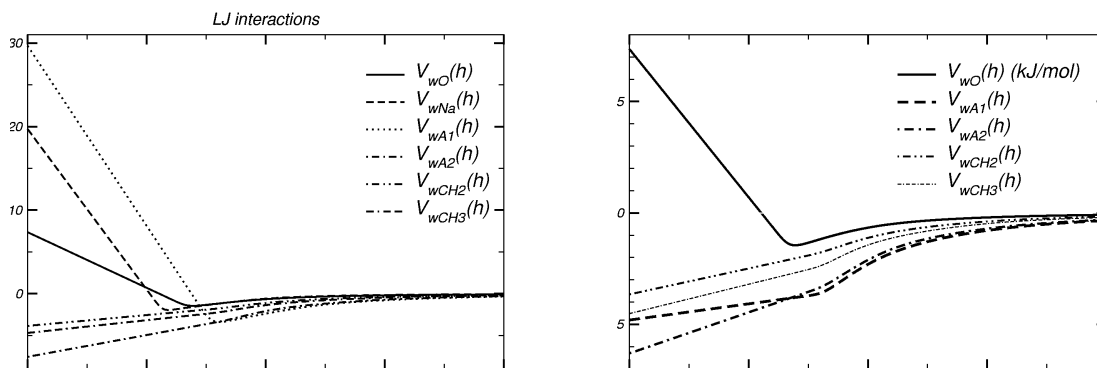 LJ interactions
30
20
10
0
V_wO(h)
V_wNa(h)
V_wA1(h)
V_wA2(h)
V_wCH2(h)
V_wCH3(h)
5
0
5
V_wO(h) (kJ/mol)
V_wA1(h)
V_wA2(h)
V_wCH2(h)
V_wCH3(h)